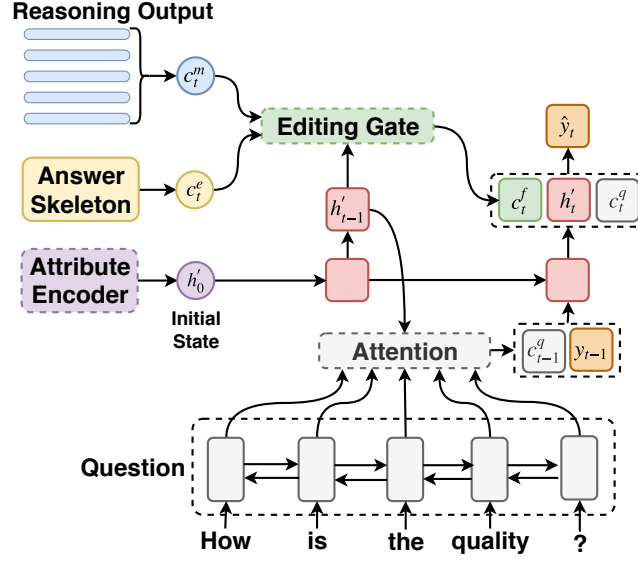 Reasoning Output
c_t^m
Editing Gate
ŷ_t
Answer
Skeleton
c_t^e
h'_{t-1}
c_t^f h'_t c_t^q
Attribute
Encoder
h'_0
Initial
State
Attention
c_{t-1}^q y_{t-1}
Question
How is the quality ?